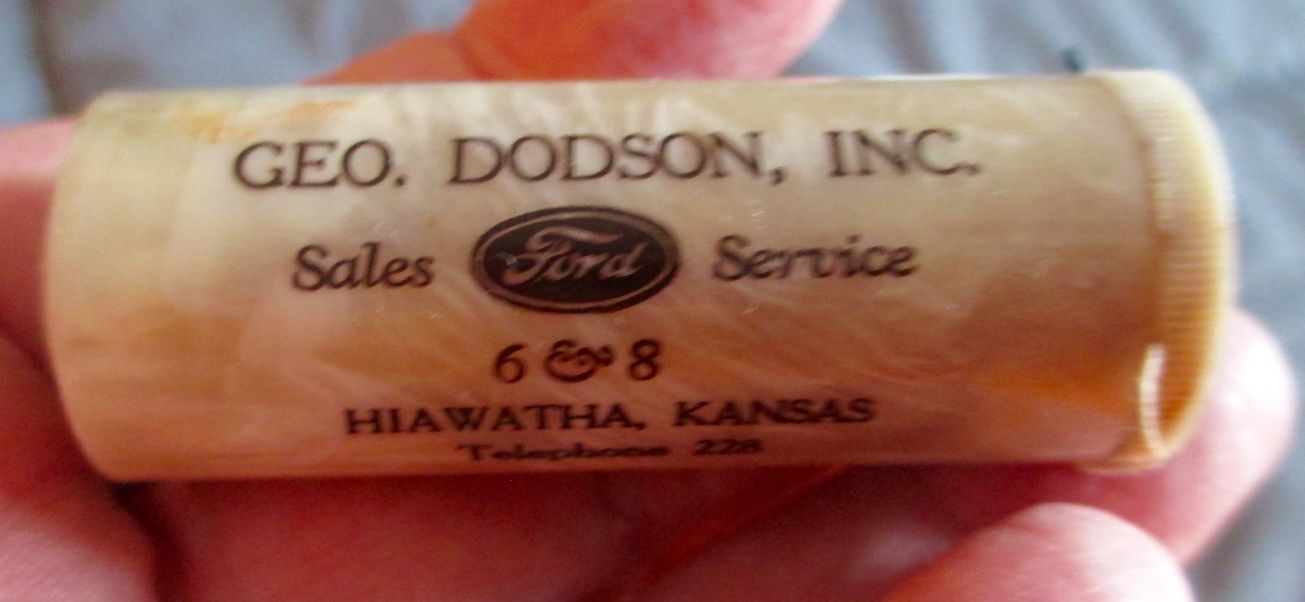 GEO. DODSON, INC.
Sales Ford Service
6 & 8
HIAWATHA, KANSAS
Telephone 228